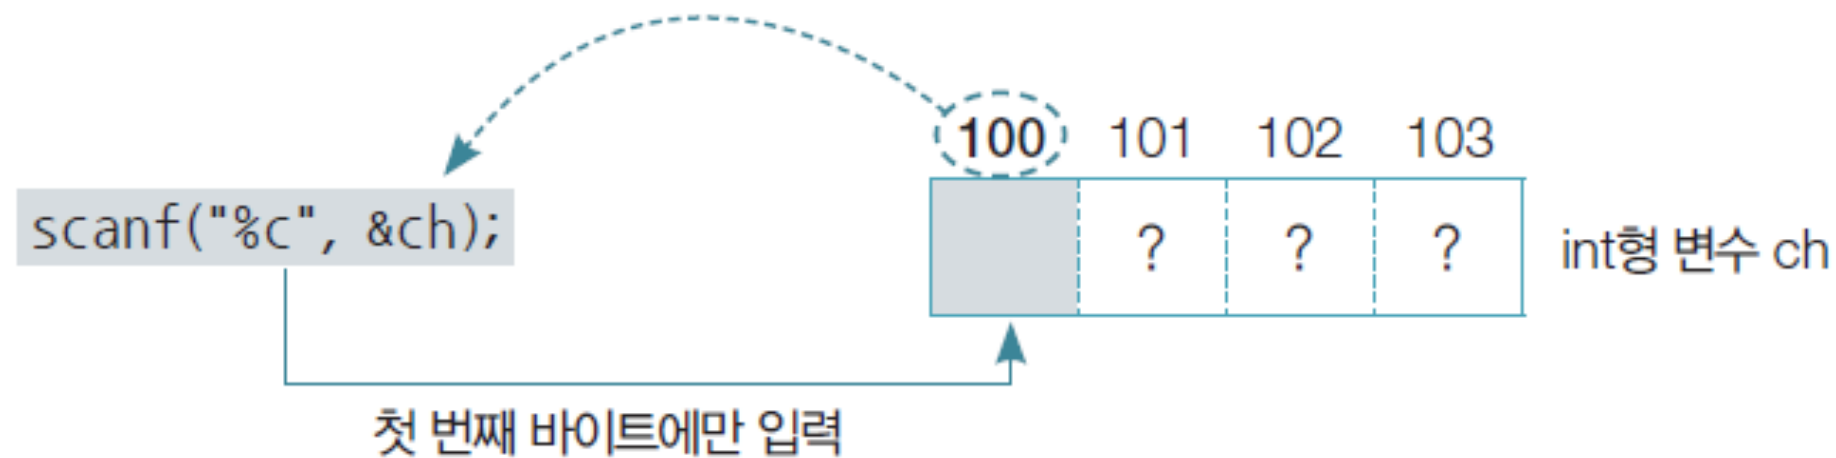 100 101 102 103
scanf("%c", &ch);
? ? ?
int형 변수 ch
첫 번째 바이트에만 입력